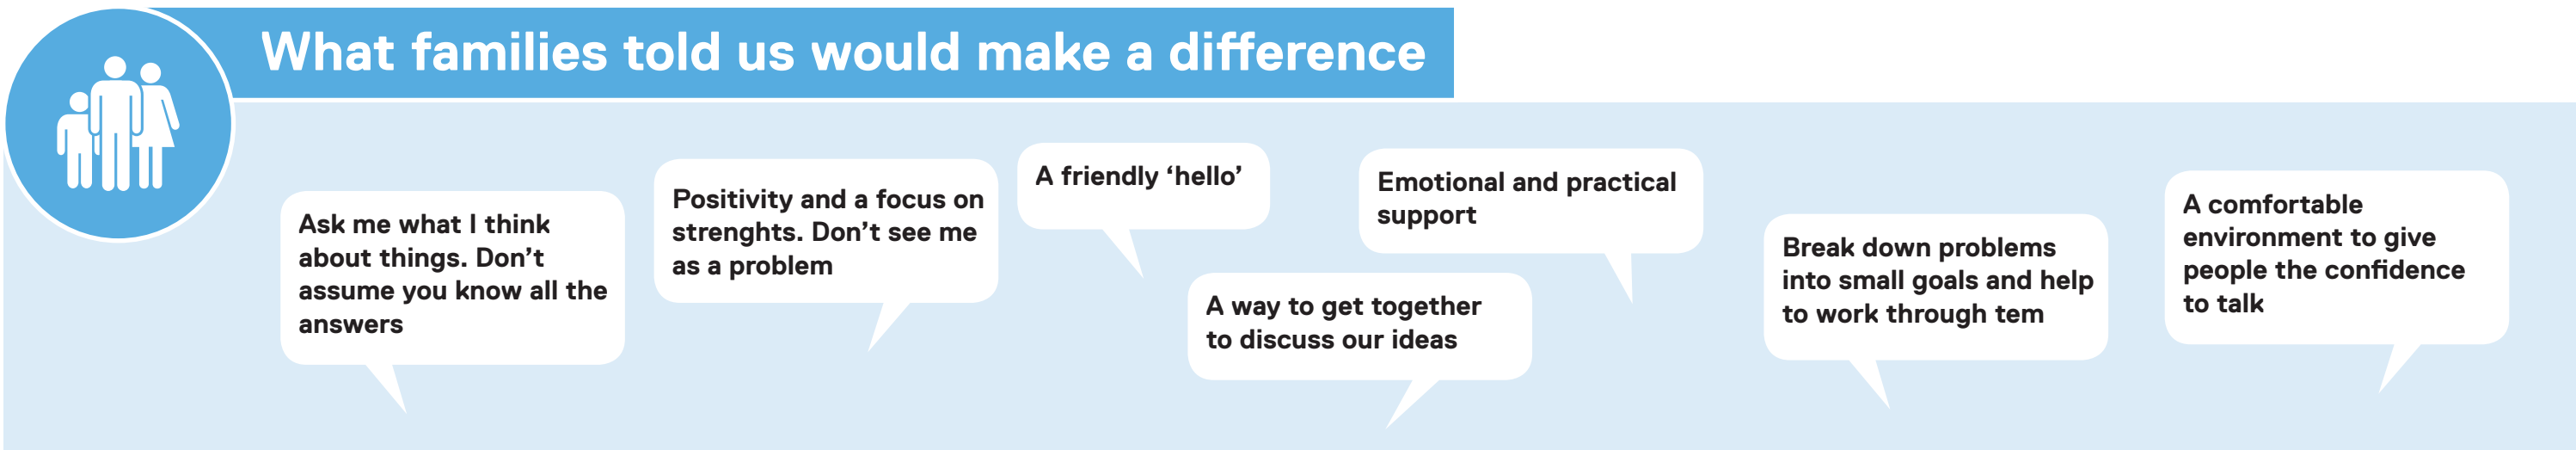 What families told us would make a difference
Ask me what I think
about things. Don’t
assume you know all the
answers
Positivity and a focus on
strenghts. Don’t see me
as a problem
A friendly ‘hello’
A way to get together
to discuss our ideas
Emotional and practical
support
Break down problems
into small goals and help
to work through tem
A comfortable
environment to give
people the confidence
to talk